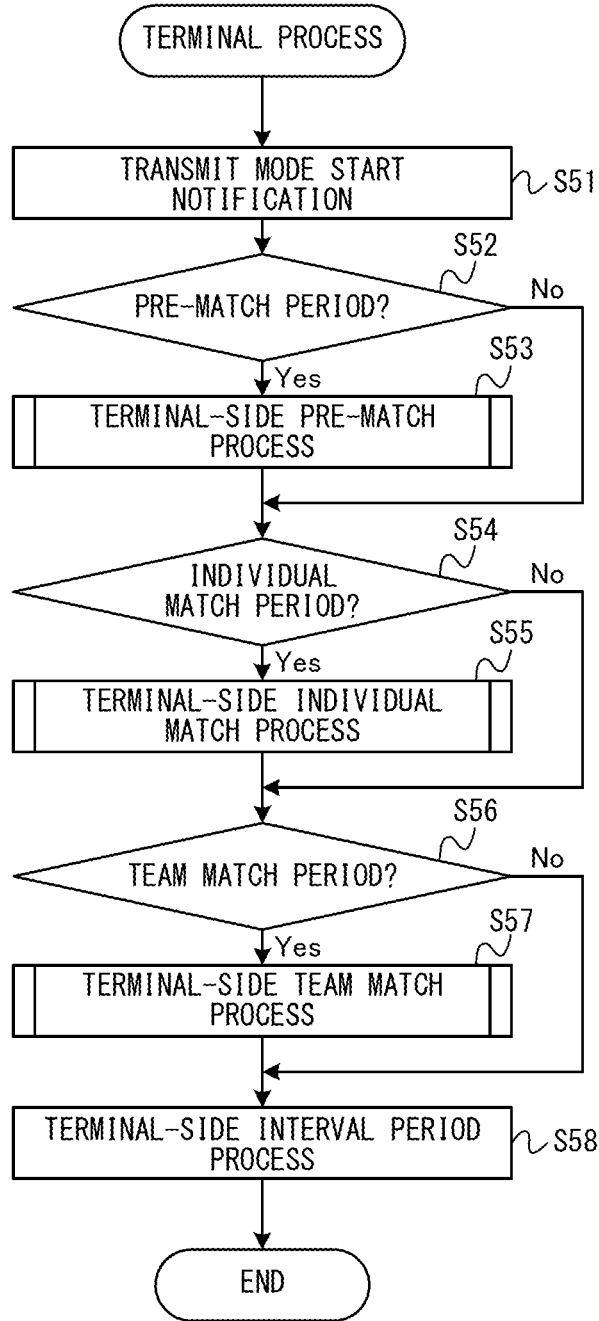 TERMINAL PROCESS
TRANSMIT MODE START
NOTIFICATION
S51
S52
PRE-MATCH PERIOD?
No
Yes
S53
TERMINAL-SIDE PRE-MATCH
PROCESS
S54
INDIVIDUAL
MATCH PERIOD?
No
Yes
S55
TERMINAL-SIDE INDIVIDUAL
MATCH PROCESS
S56
TEAM MATCH PERIOD?
No
Yes
S57
TERMINAL-SIDE TEAM MATCH
PROCESS
TERMINAL-SIDE INTERVAL PERIOD
PROCESS
S58
END